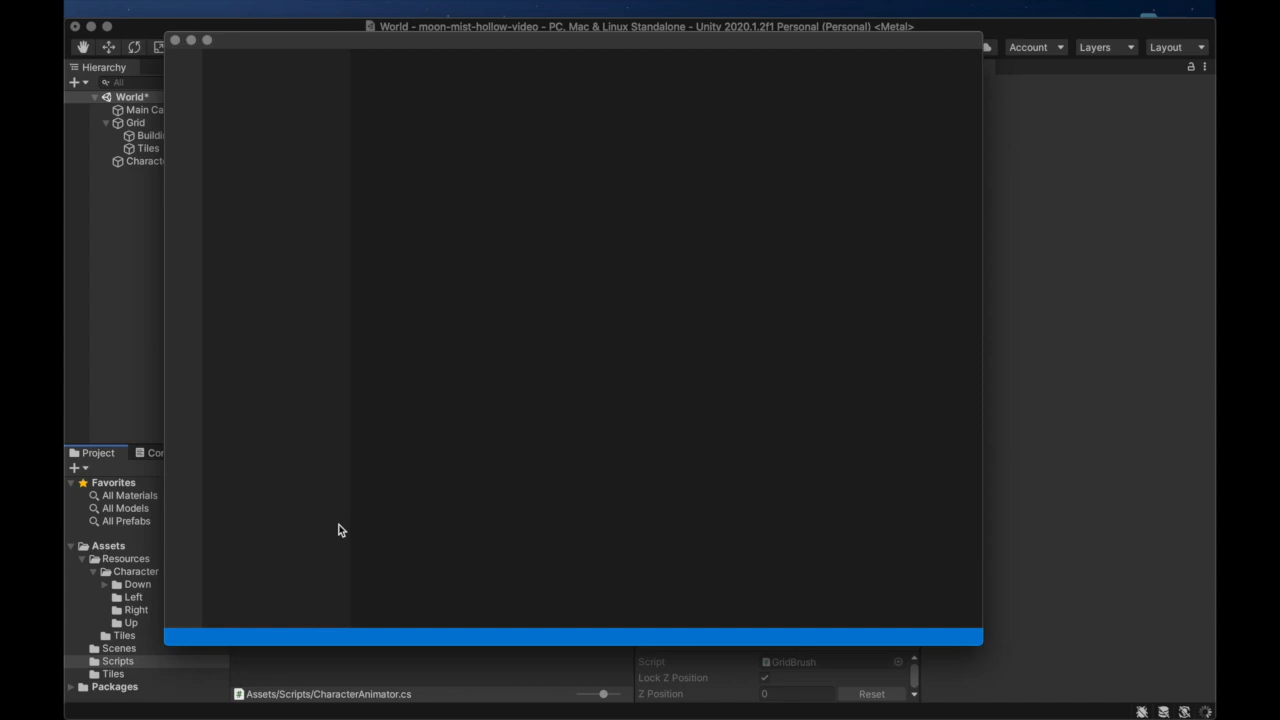 World - moon-mist-hollow-video - PC, Mac & Linux Standalone - Unity 2020.1.2f1 Personal (Personal) <Metal>
Account
Layers
Layout
Hierarchy
All
World*
Main Ca
Grid
Buildi
Tiles
Charact
Project
Co
Favorites
All Materials
All Models
All Prefabs
Assets
Resources
Character
Down
Left
Right
Up
Tiles
Scenes
Scripts
Tiles
Packages
Assets/Scripts/CharacterAnimator.cs
Script
GridBrush
Lock Z Position
Z Position
0
Reset